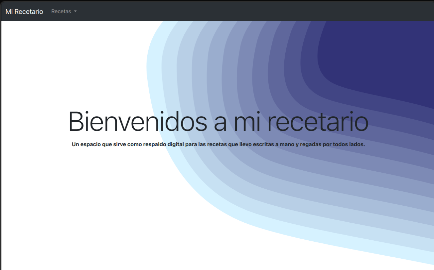 Mi Recetario Recetas
Bienvenidos a mi recetario
Un espacio que sirve como respaldo digital para las recetas que llevo escritas a mano y regadas por todos lados.